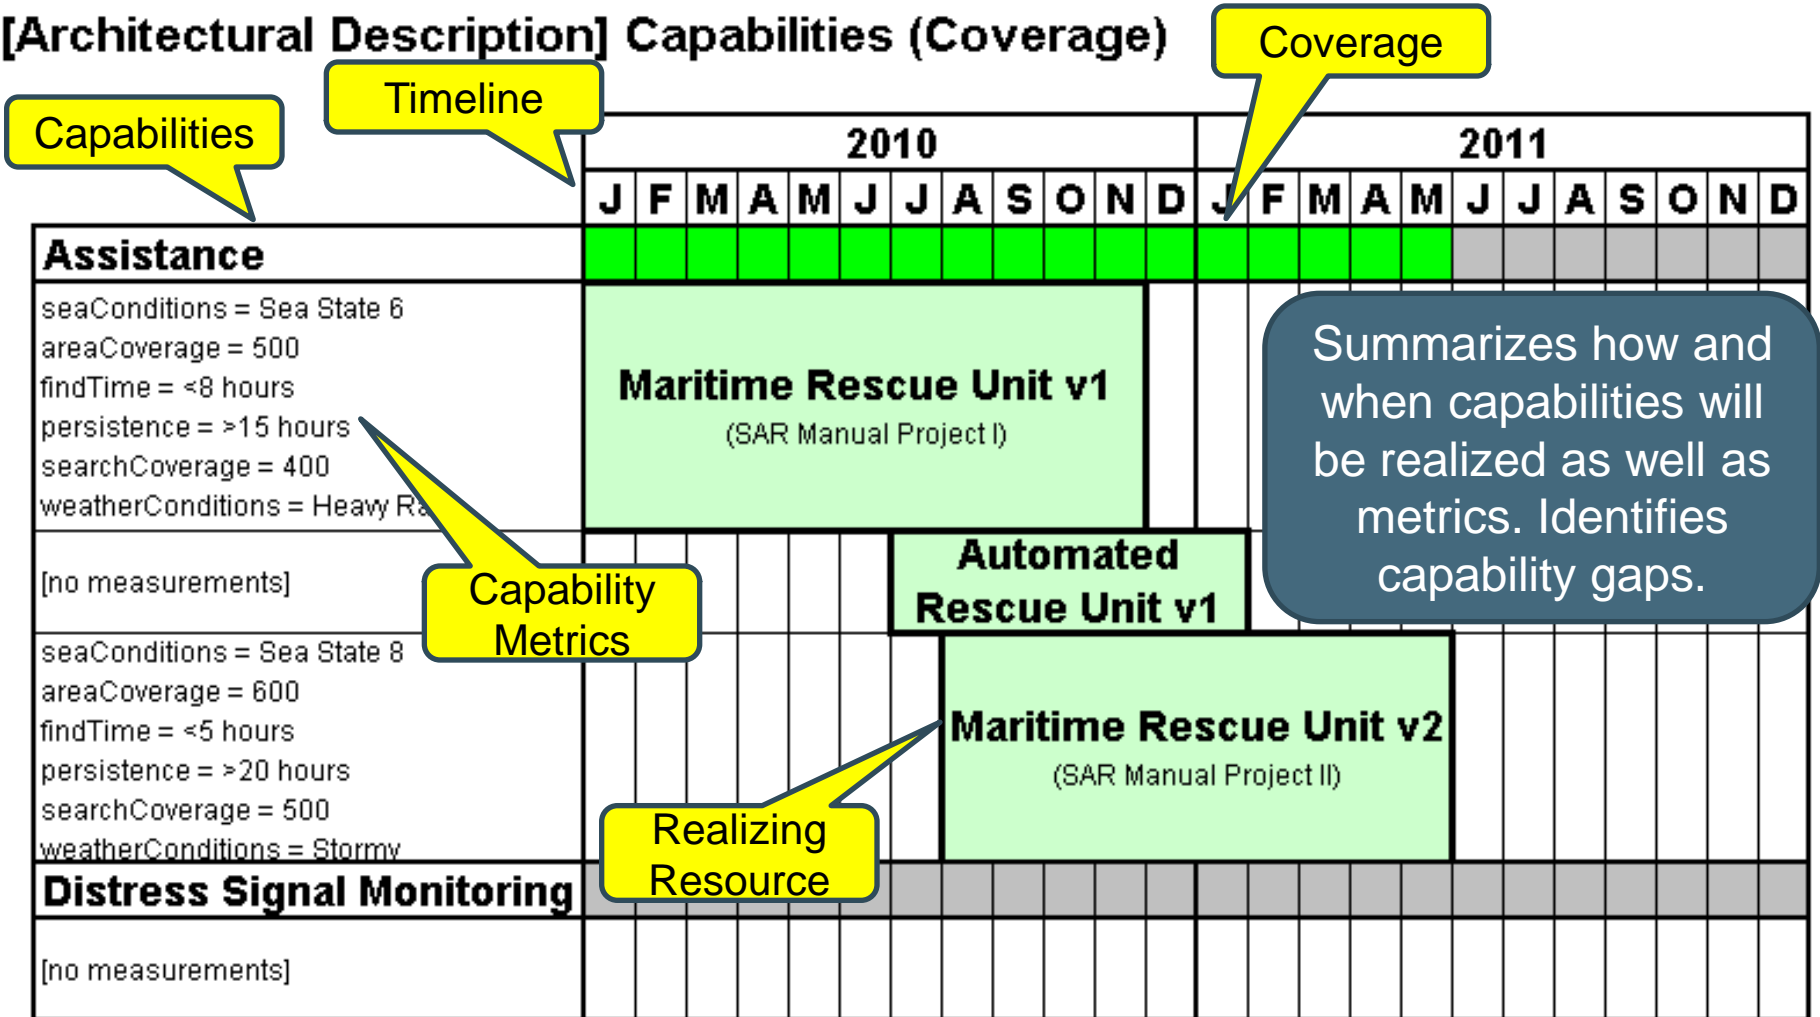 [Architectural Description] Capabilities (Coverage)
Coverage
Timeline
Capabilities
2010
2011
J F M A M J J A S O N D J F M A M J J A S O N D
Assistance
seaConditions = Sea State 6
areaCoverage = 500
findTime = <8 hours
persistence = >15 hours
searchCoverage = 400
weatherConditions = Heavy
Maritime Rescue Unit v1
(SAR Manual Project I)
Summarizes how and
when capabilities will
be realized as well as
metrics. Identifies
capability gaps.
[no measurements]
Capability
Metrics
Automated
Rescue Unit v1
seaConditions = Sea State 8
areaCoverage = 600
findTime = <5 hours
persistence = >20 hours
searchCoverage = 500
weatherConditions = Stormy
Maritime Rescue Unit v2
(SAR Manual Project II)
Realizing
Resource
Distress Signal Monitoring
[no measurements]